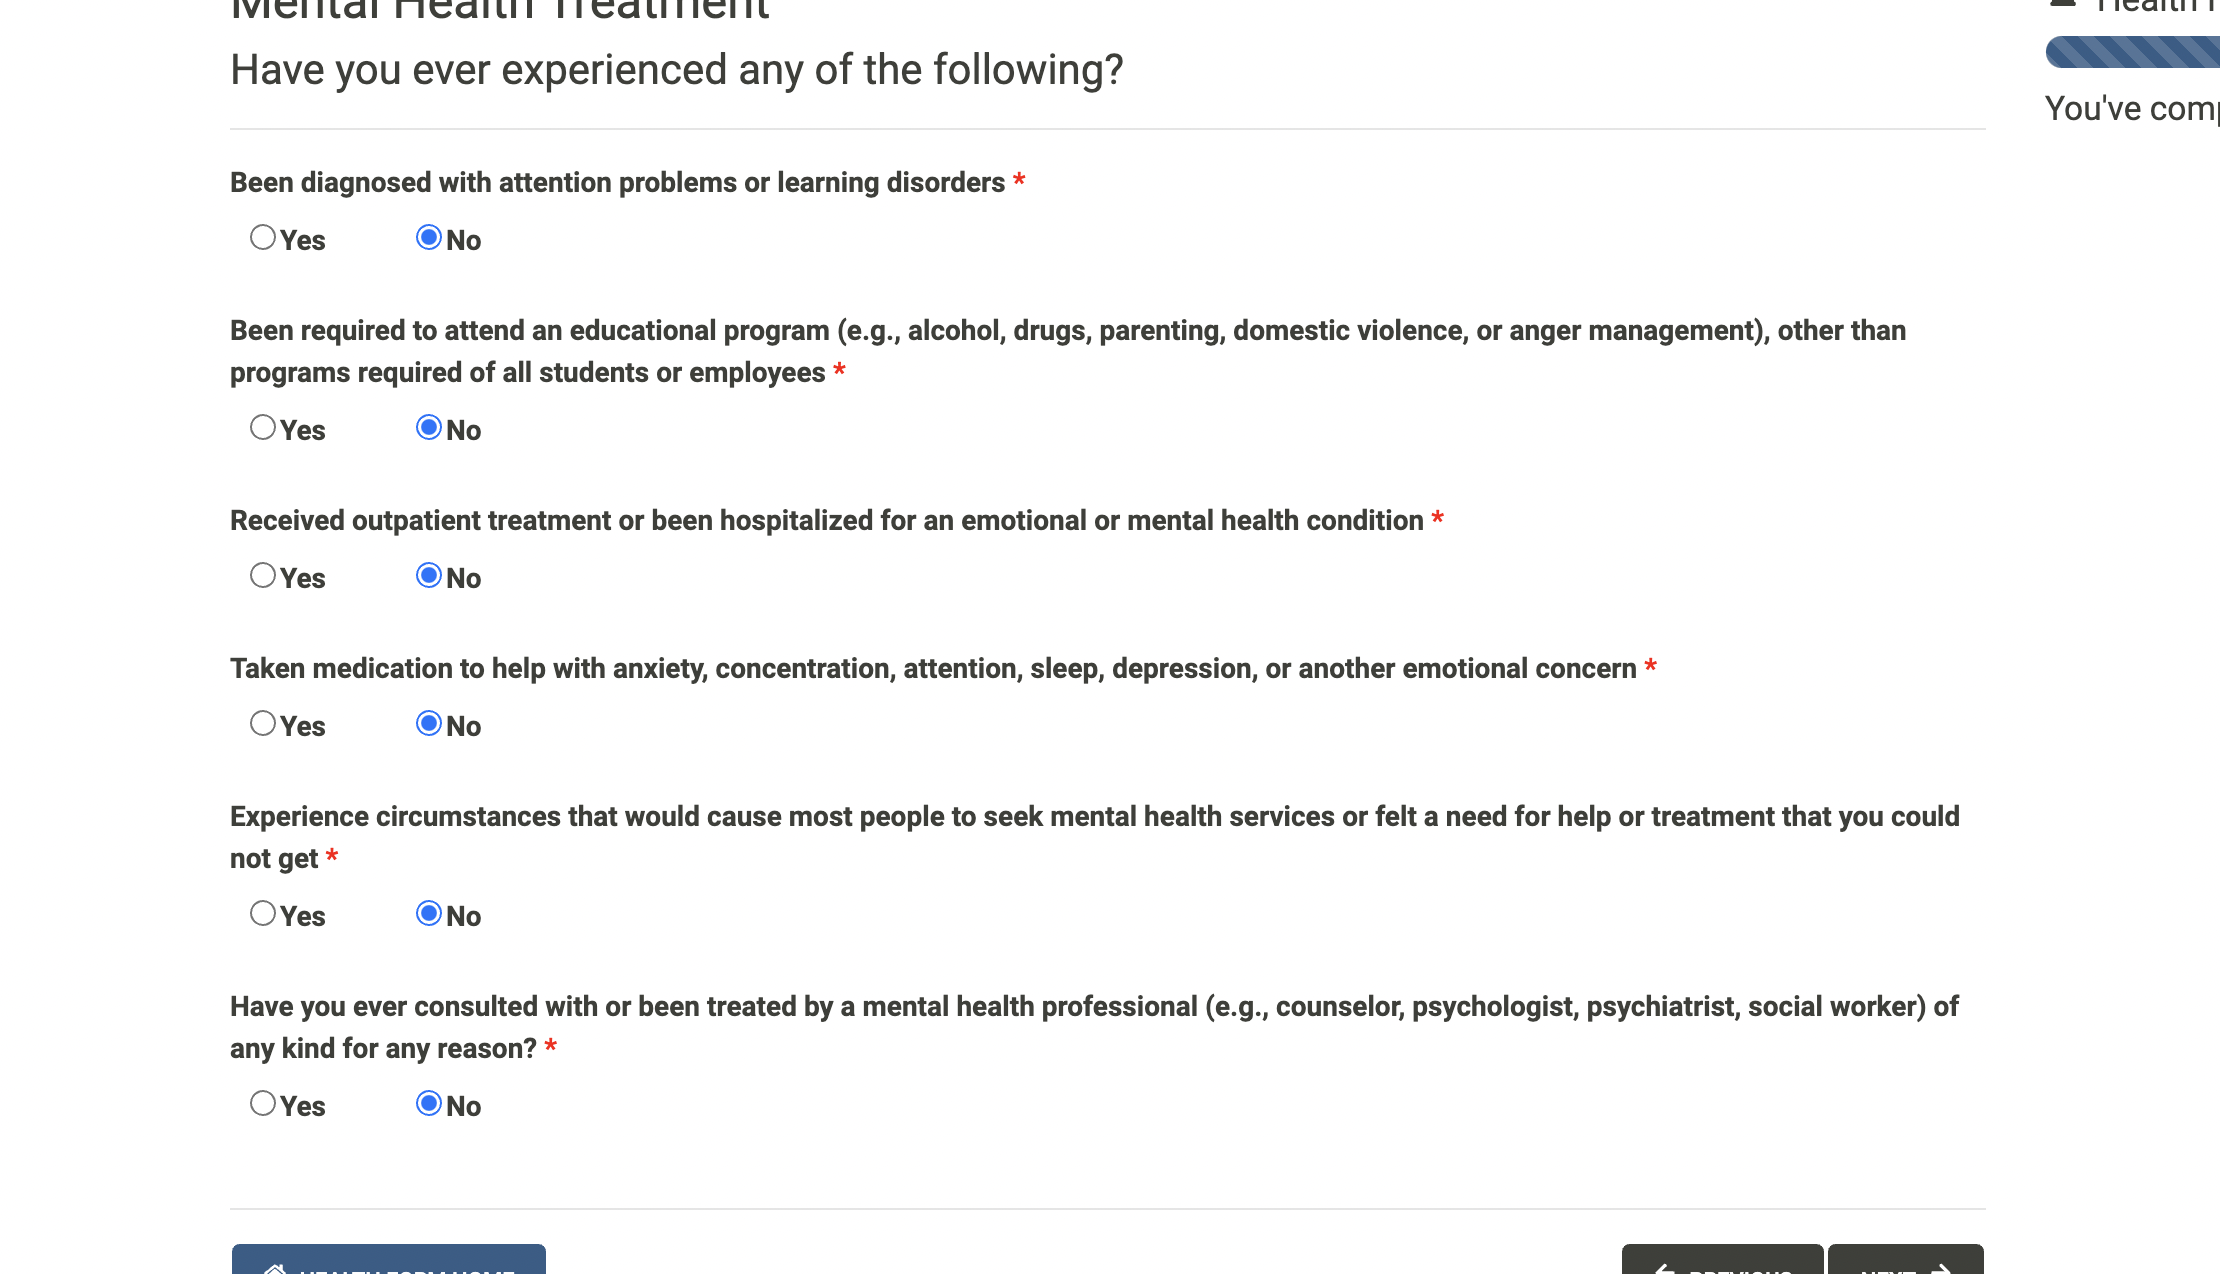 Mental Health Treatment
Have you ever experienced any of the following?
Health
You've comp
Been diagnosed with attention problems or learning disorders *
Yes No
Been required to attend an educational program (e.g., alcohol, drugs, parenting, domestic violence, or anger management), other than
programs required of all students or employees *
Yes No
Received outpatient treatment or been hospitalized for an emotional or mental health condition *
Yes No
Taken medication to help with anxiety, concentration, attention, sleep, depression, or another emotional concern *
Yes No
Experience circumstances that would cause most people to seek mental health services or felt a need for help or treatment that you could
not get *
Yes No
Have you ever consulted with or been treated by a mental health professional (e.g., counselor, psychologist, psychiatrist, social worker) of
any kind for any reason? *
Yes No
HEALTH FORM HOME
PREVIOUS NEXT